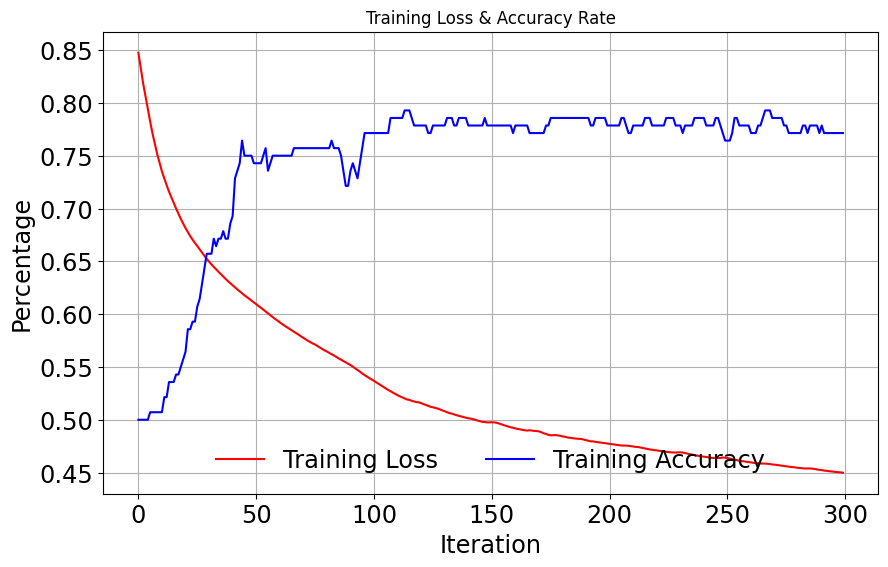 Training Loss & Accuracy Rate
0.85
0.80
0.75
0.70
0.65
0.60
0.55
0.50
0.45
Percentage
Training Loss Training Accuracy
0 50 100 150 200 250 300
Iteration